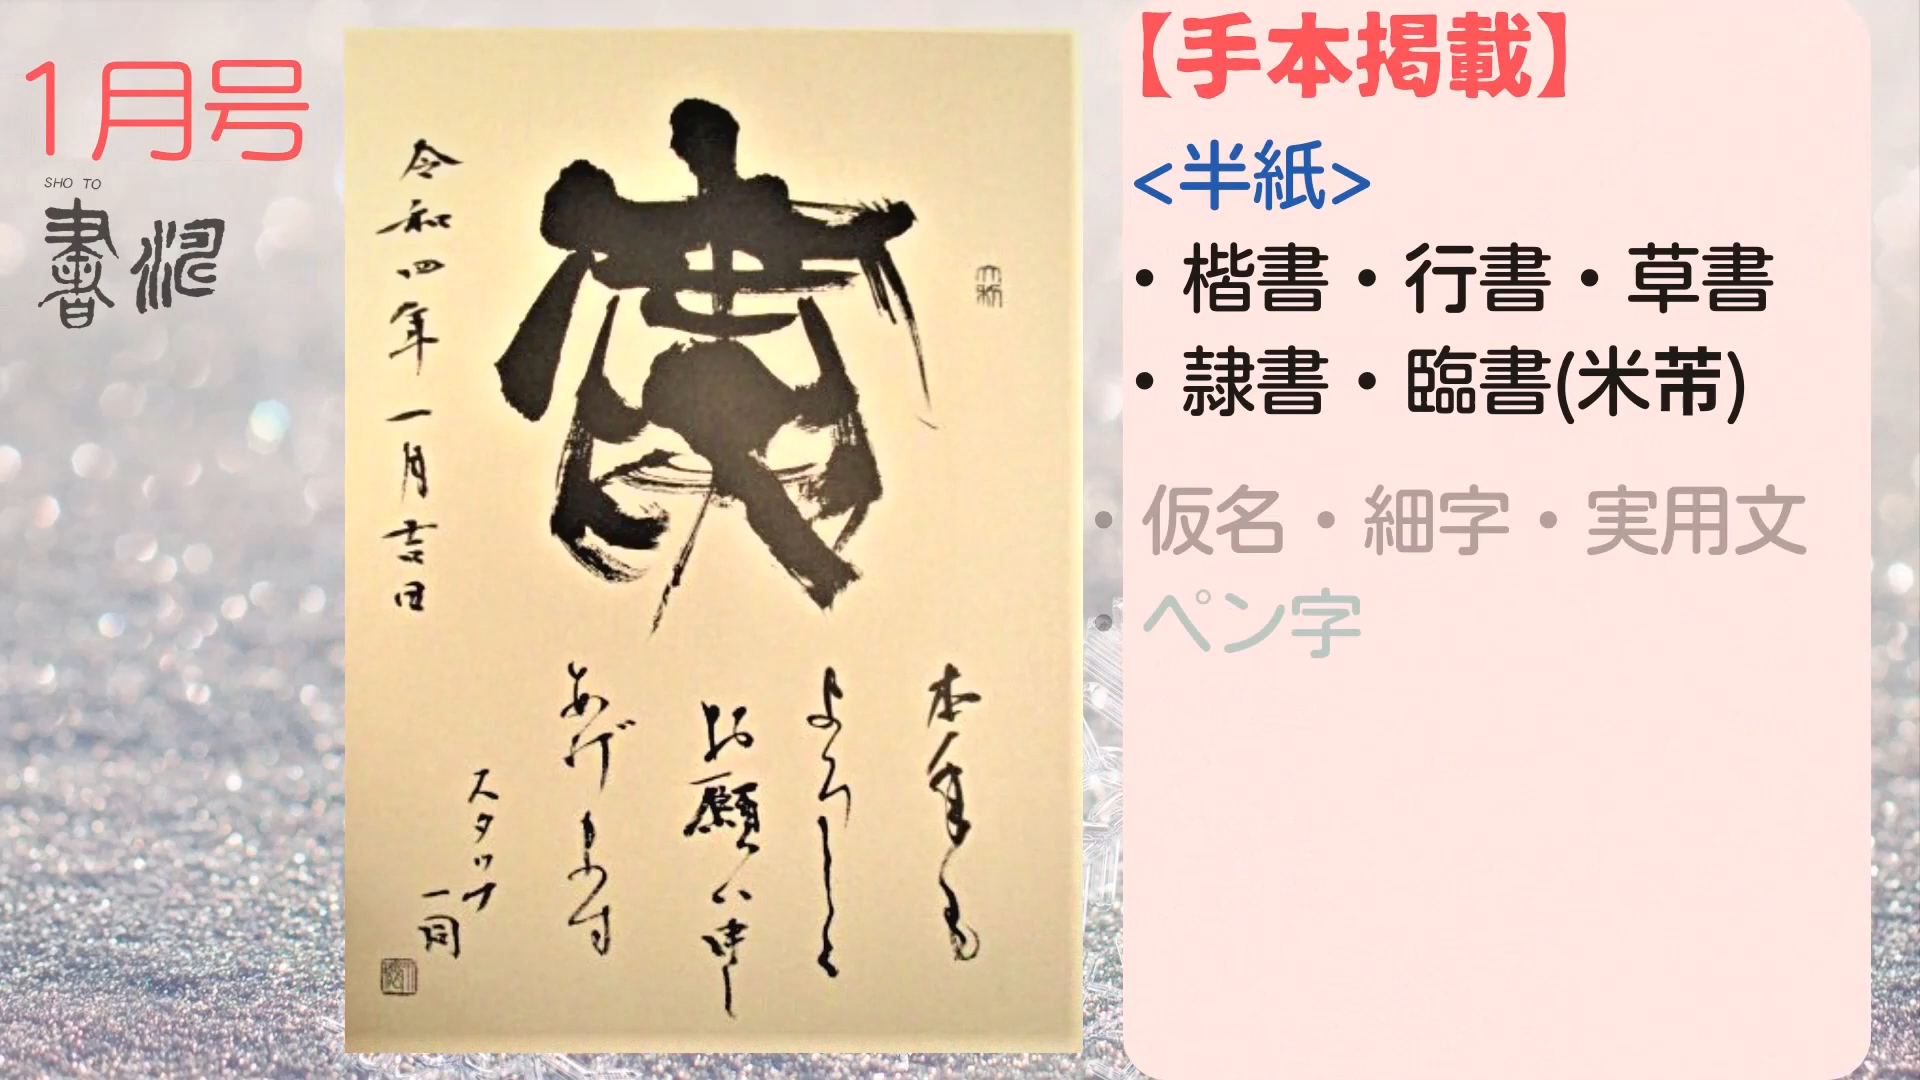 1月号
SHO TO
書
本年も
よろしく
お願い申し
あげます
スタッフ
一同
令和四年一月吉日
【手本掲載】
<半紙>
・楷書・行書・草書
・隷書・臨書(米芾)
・仮名・細字・実用文
・ペン字